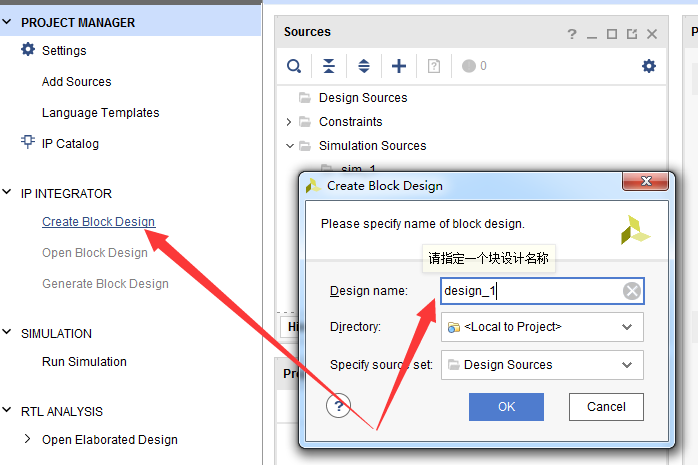 PROJECT MANAGER
Settings
Add Sources
Language Templates
IP Catalog
IP INTEGRATOR
Create Block Design
Open Block Design
Generate Block Design
SIMULATION
Run Simulation
RTL ANALYSIS
Open Elaborated Design
Sources
0
Design Sources
Constraints
Simulation Sources
sim_1
Create Block Design
Please specify name of block design.
请指定一个块设计名称
Design name:
design_1
Directory:
<Local to Project>
Specify source set:
Design Sources
?
OK
Cancel